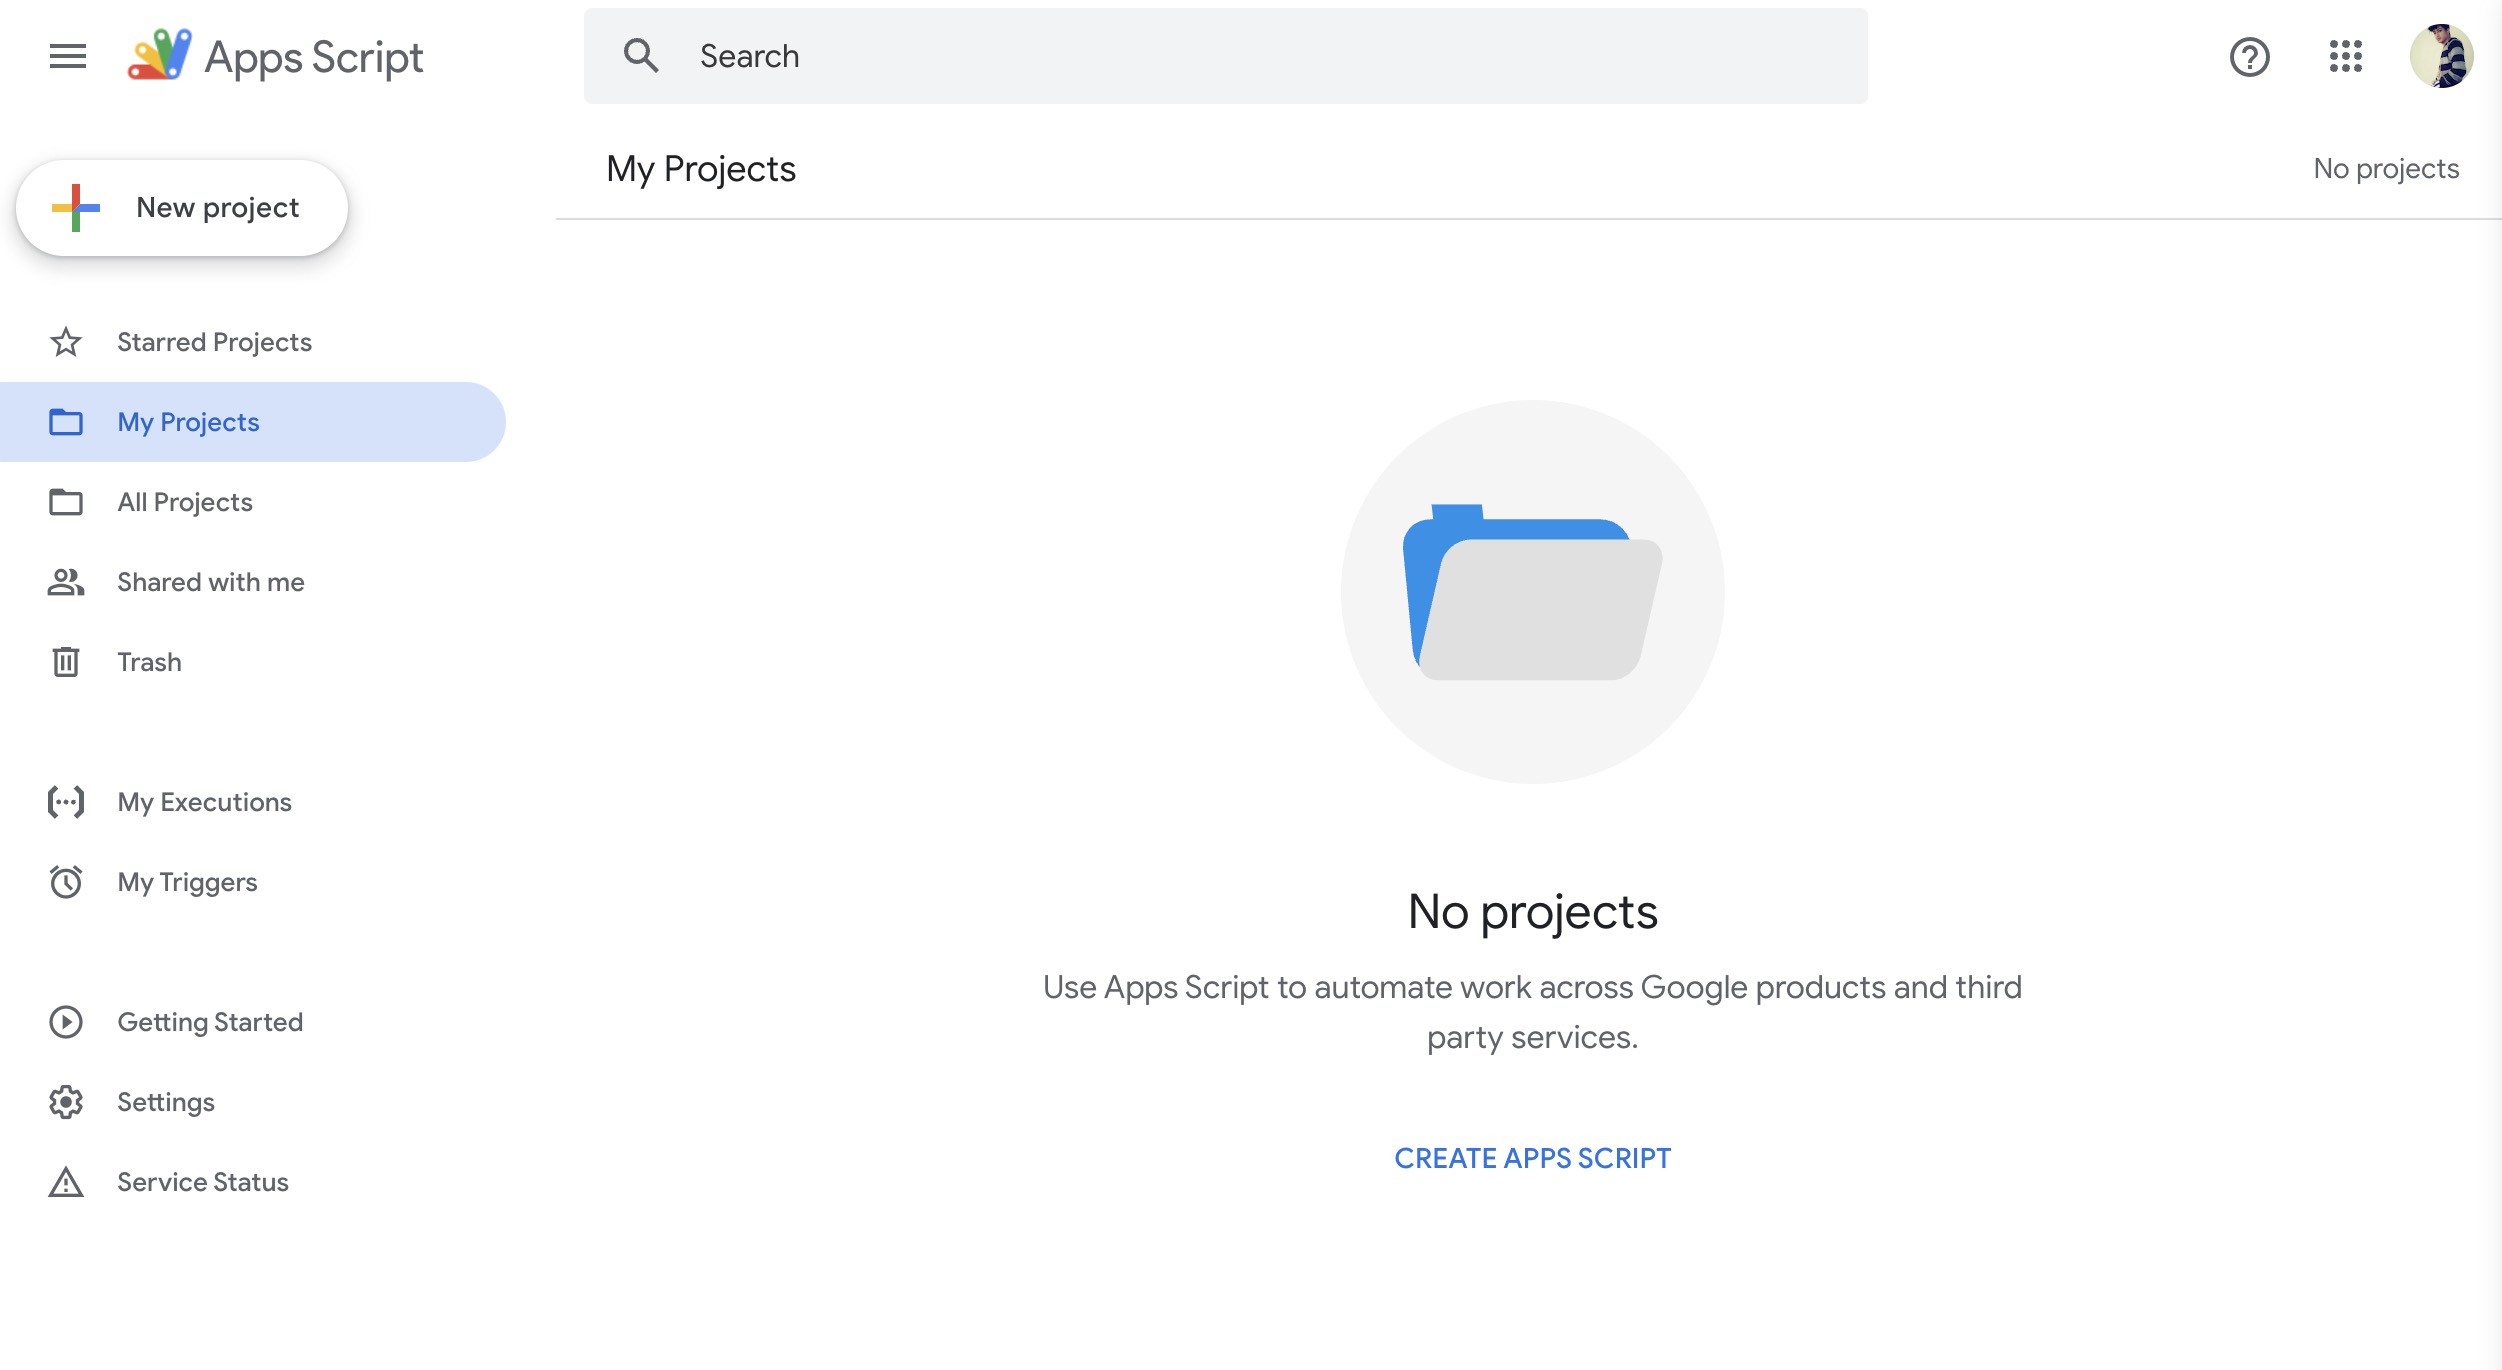 Apps Script
Search
New project
My Projects
No projects
Starred Projects
My Projects
All Projects
Shared with me
Trash
My Executions
My Triggers
Getting Started
Settings
Service Status
No projects
Use Apps Script to automate work across Google products and third
party services.
CREATE APPS SCRIPT